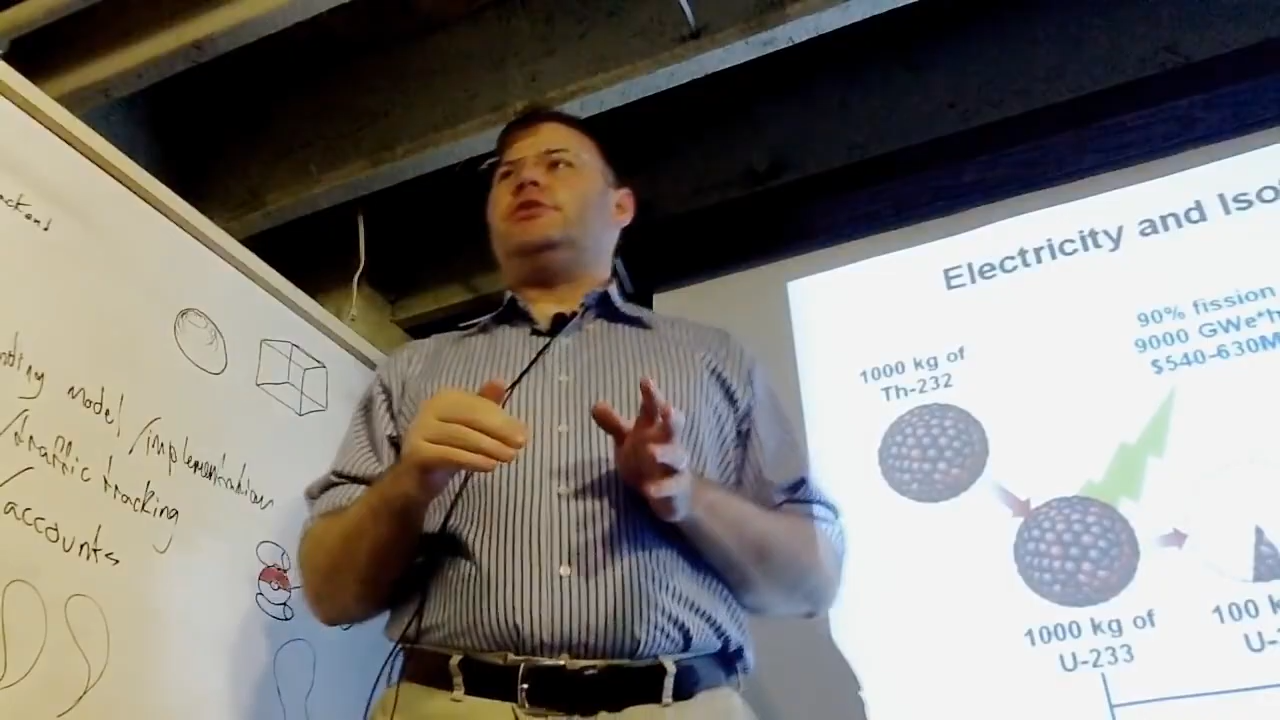 model /implementation
/traffic tracking
/accounts
Electricity and Iso
90% fission
9000 GWe*h
$540-630M
1000 kg of
Th-232
1000 kg of
U-233
100 k
U-